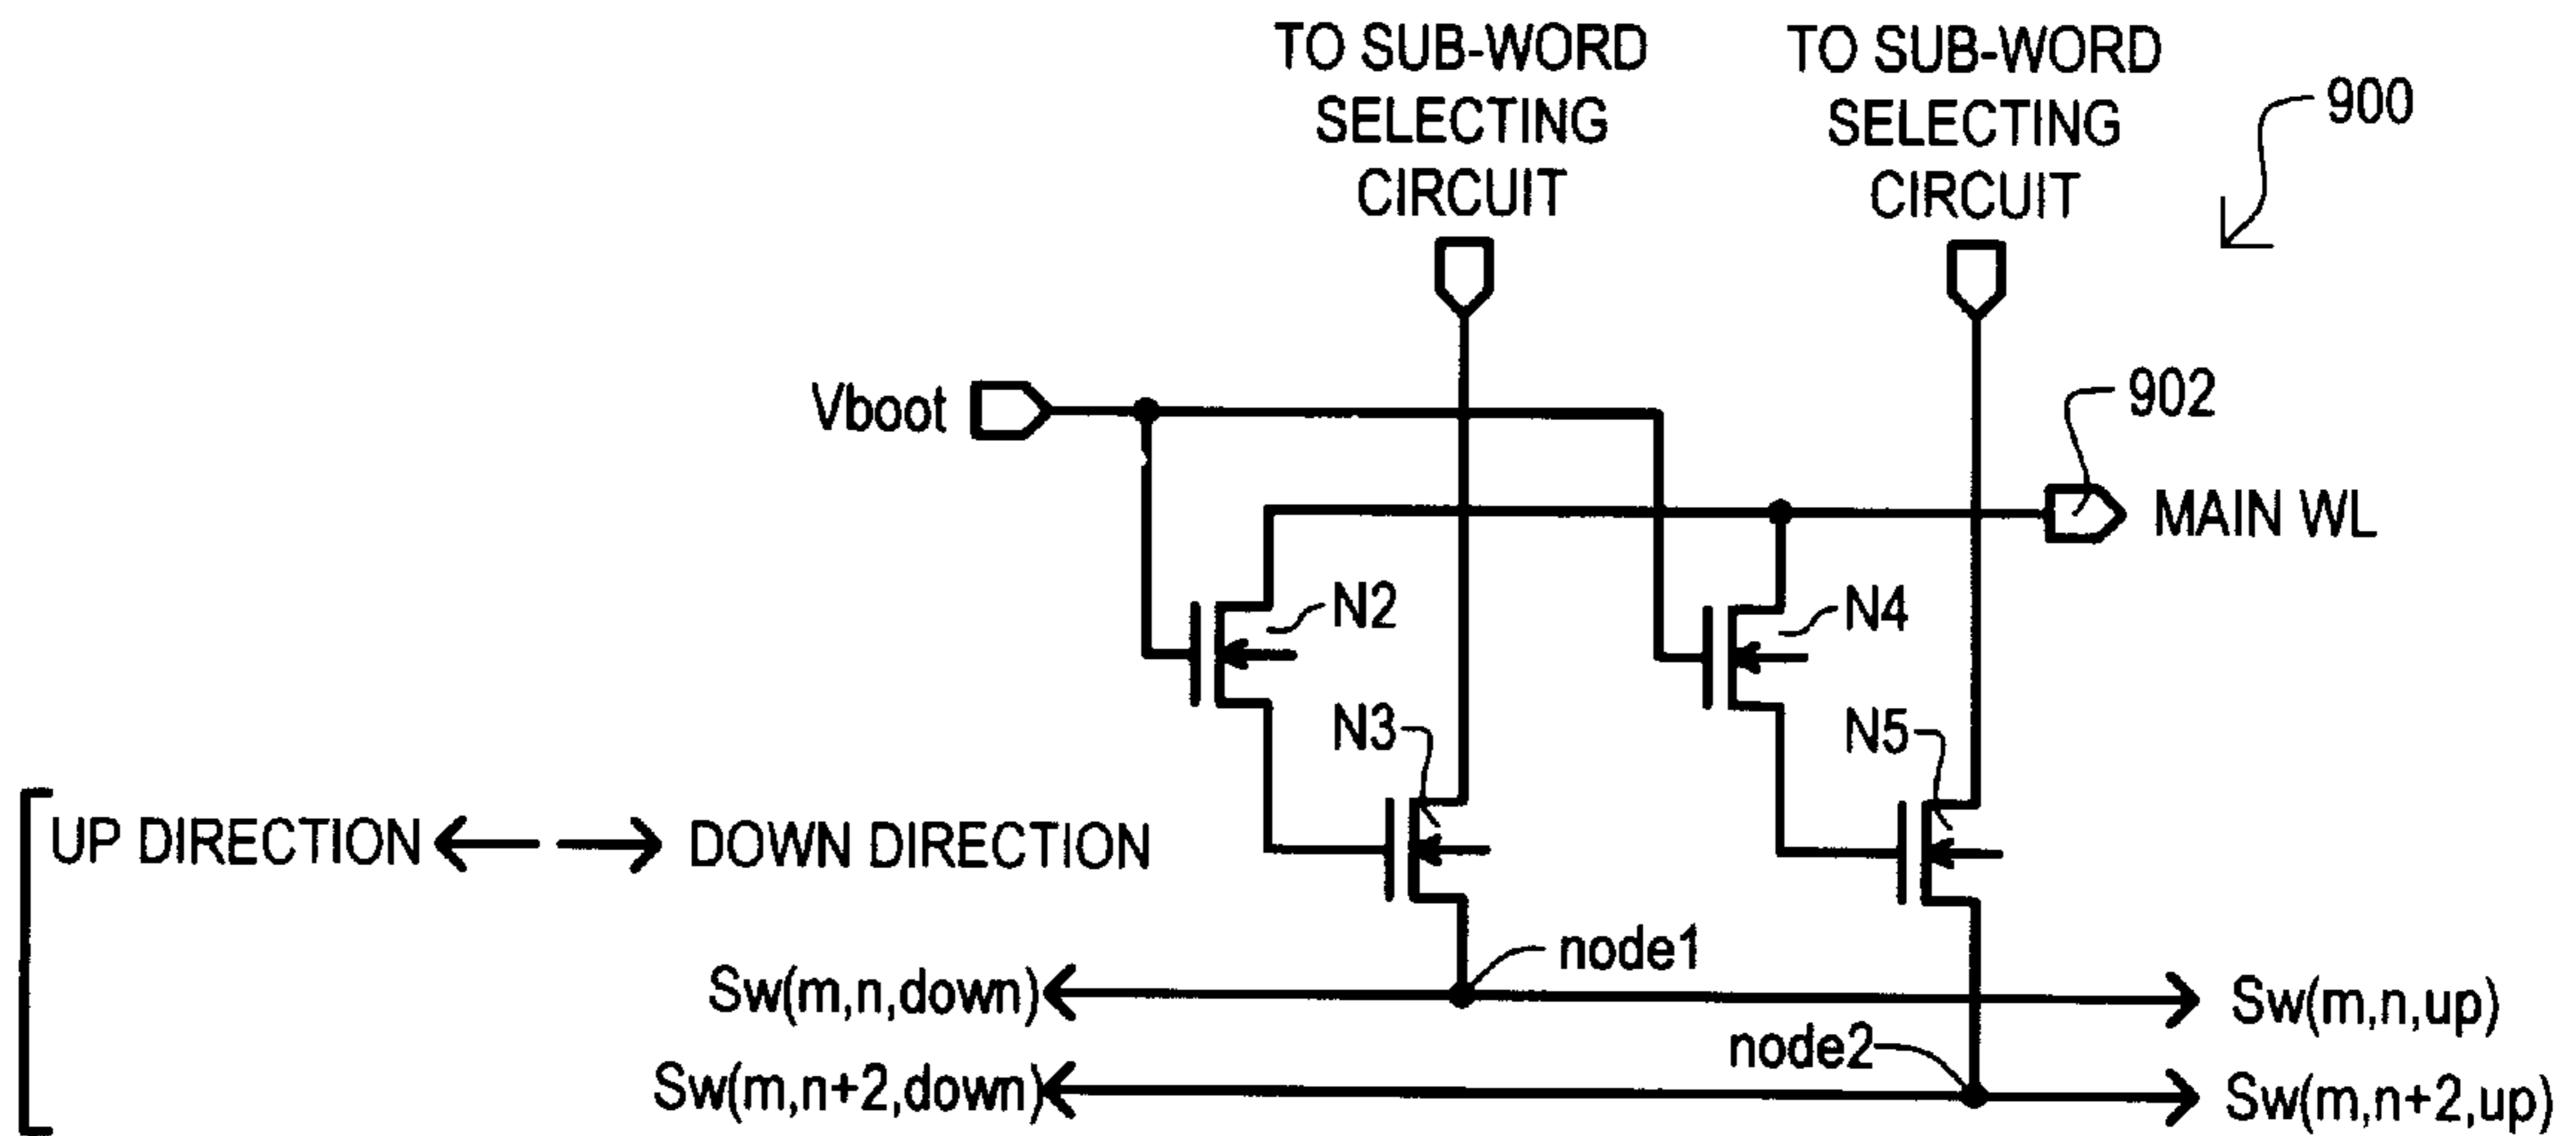 TO SUB-WORD
SELECTING
CIRCUIT
TO SUB-WORD
SELECTING
CIRCUIT
900
Vboot
902
MAIN WL
N2
N4
N3
N5
UP DIRECTION
DOWN DIRECTION
node1
Sw(m,n,down)
Sw(m,n,up)
node2
Sw(m,n+2,down)
Sw(m,n+2,up)